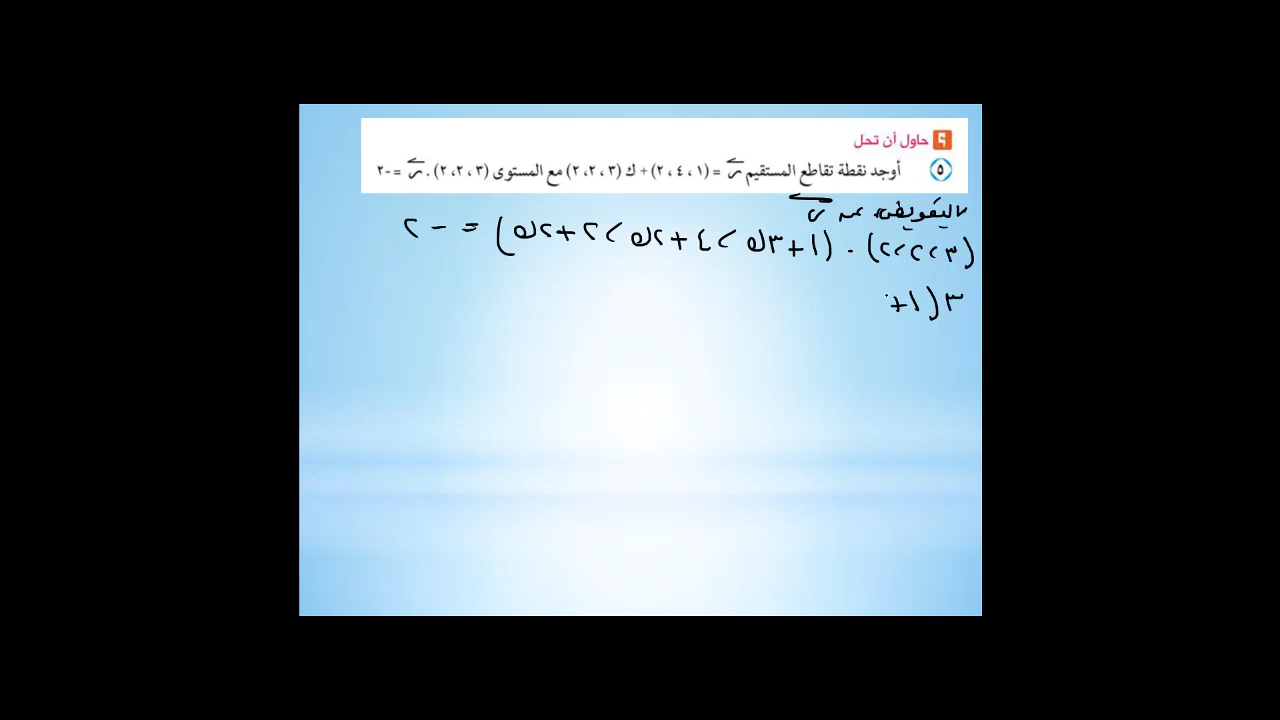 حاول أن تحل
٥ أوجد نقطة تقاطع المستقيم ر = (١ ، ٤ ، ٢) + ك (٣ ، ٢ ، ٢) مع المستوى (٣ ، ٢ ، ٢) . ر = -٢
بالتعويض عن ر
(٣ ، ٢ ، ٢) . (١ + ٣ك ، ٤ + ٢ك ، ٢ + ٢ك) = -٢
٣(١ +